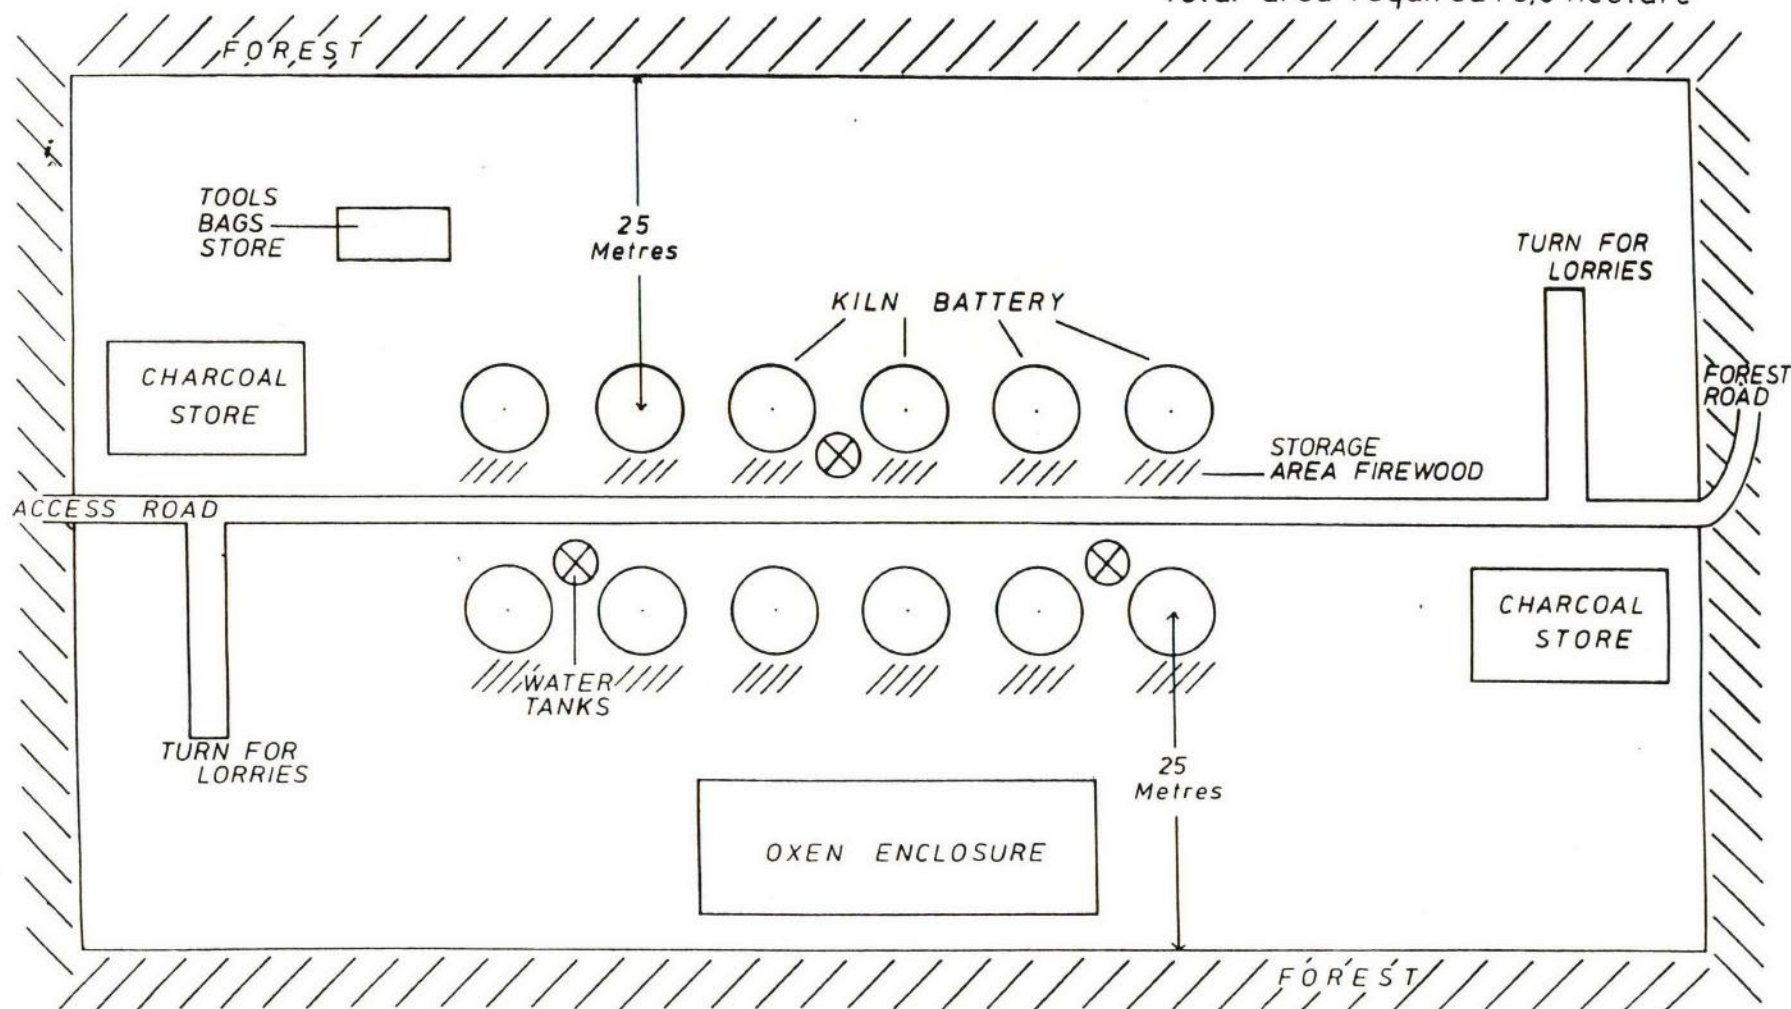 FOREST
TOOLS
BAGS
STORE
25
Metres
TURN FOR
LORRIES
KILN BATTERY
CHARCOAL
STORE
FOREST
ROAD
STORAGE
AREA FIREWOOD
ACCESS ROAD
CHARCOAL
STORE
WATER
TANKS
TURN FOR
LORRIES
25
Metres
OXEN ENCLOSURE
FOREST